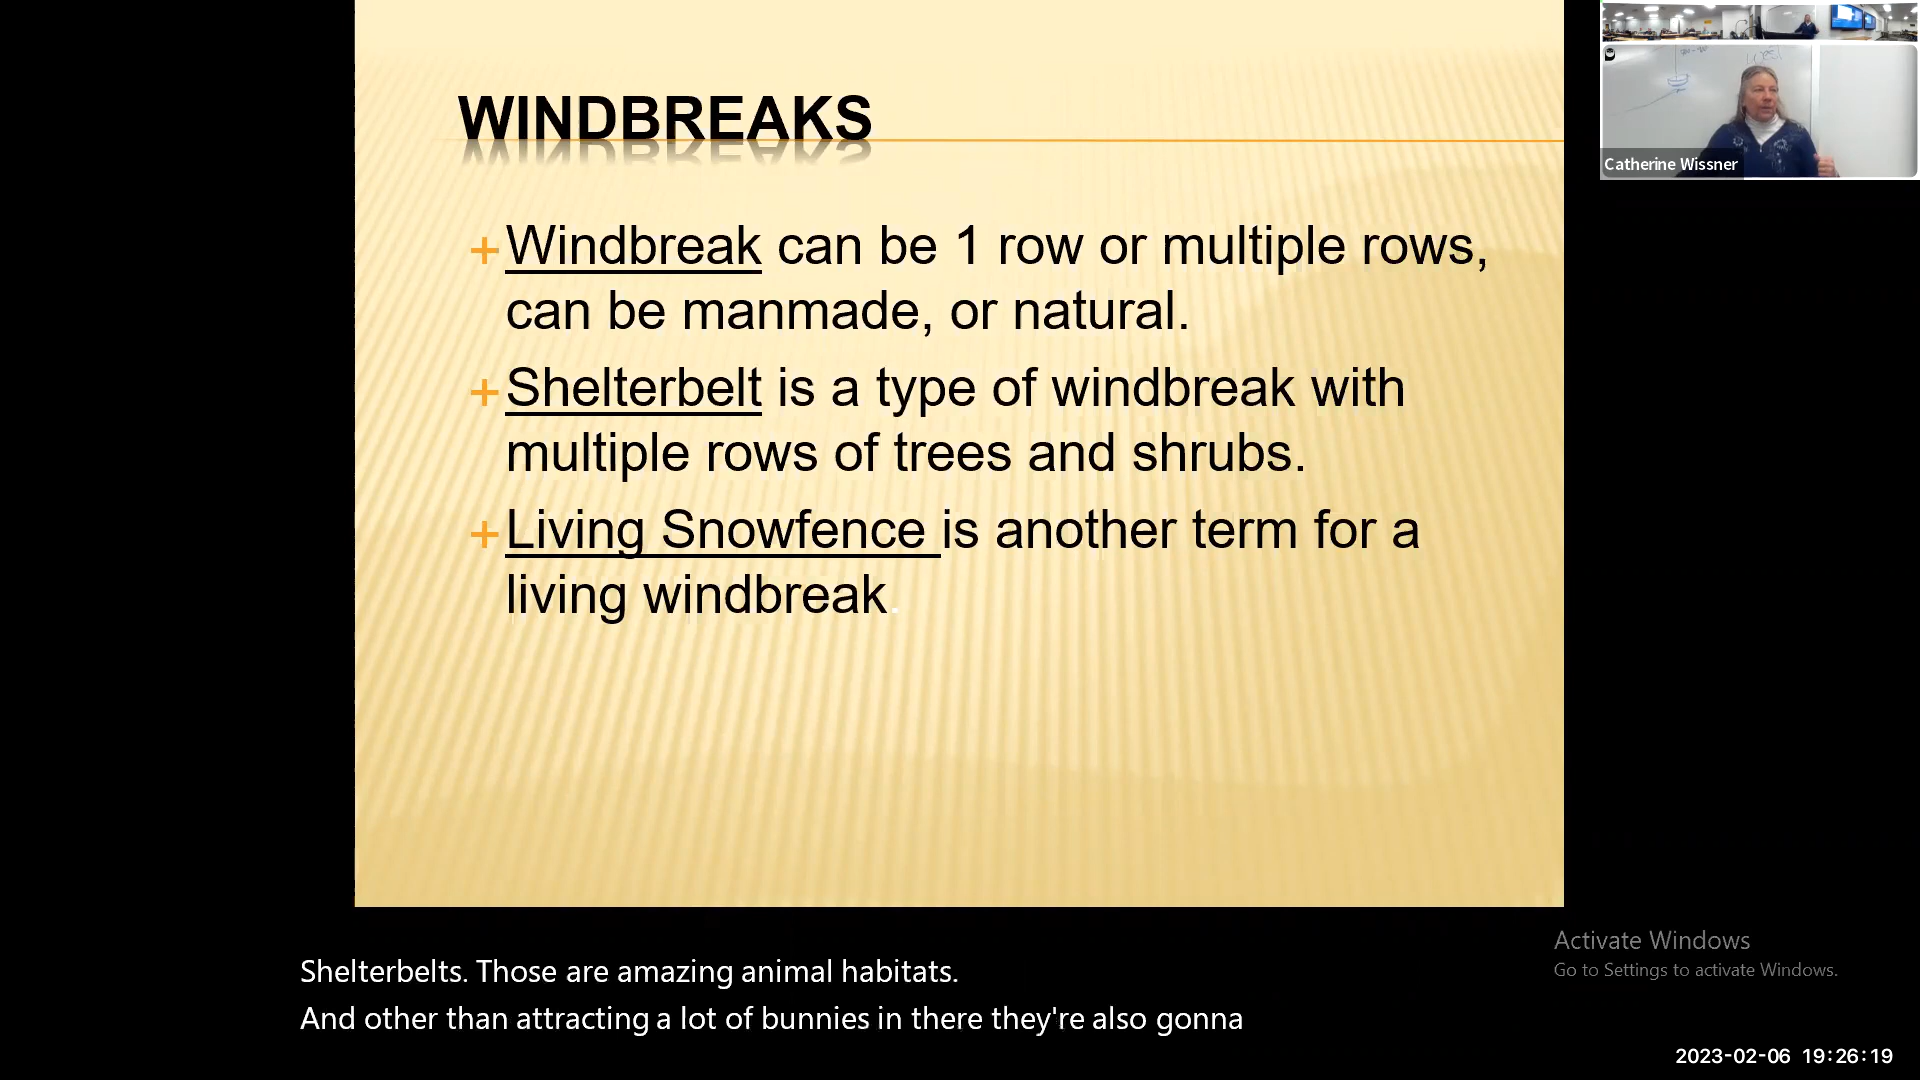 WINDBREAKS
Windbreak can be 1 row or multiple rows,
can be manmade, or natural.
Shelterbelt is a type of windbreak with
multiple rows of trees and shrubs.
Living Snowfence is another term for a
living windbreak.
Catherine Wissner
Shelterbelts. Those are amazing animal habitats.
And other than attracting a lot of bunnies in there they're also gonna
Activate Windows
Go to Settings to activate Windows.
2023-02-06 19:26:19